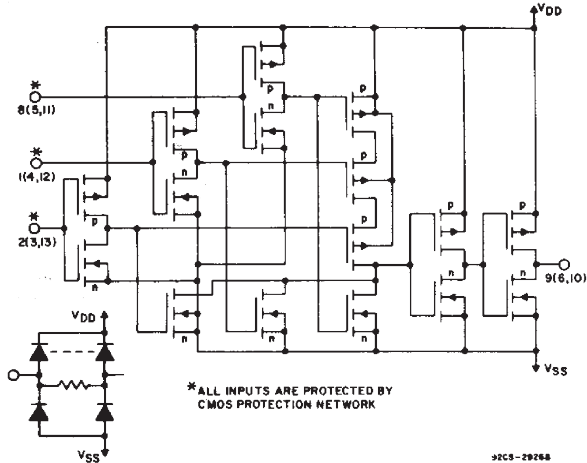 VDD
*
8(5,11)
p
n
p
*
1(4,12)
p
n
p
*
2(3,13)
p
n
p
p
p
n
n
9(6,10)
n
n
n
VDD
VSS
VSS
*ALL INPUTS ARE PROTECTED BY
CMOS PROTECTION NETWORK
92CS-29268